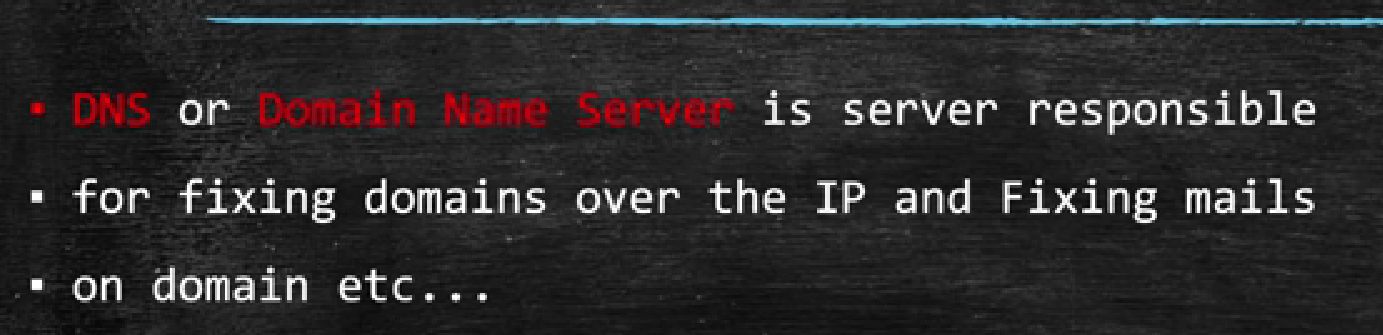 ▪ DNS or Domain Name Server is server responsible
▪ for fixing domains over the IP and Fixing mails
▪ on domain etc...